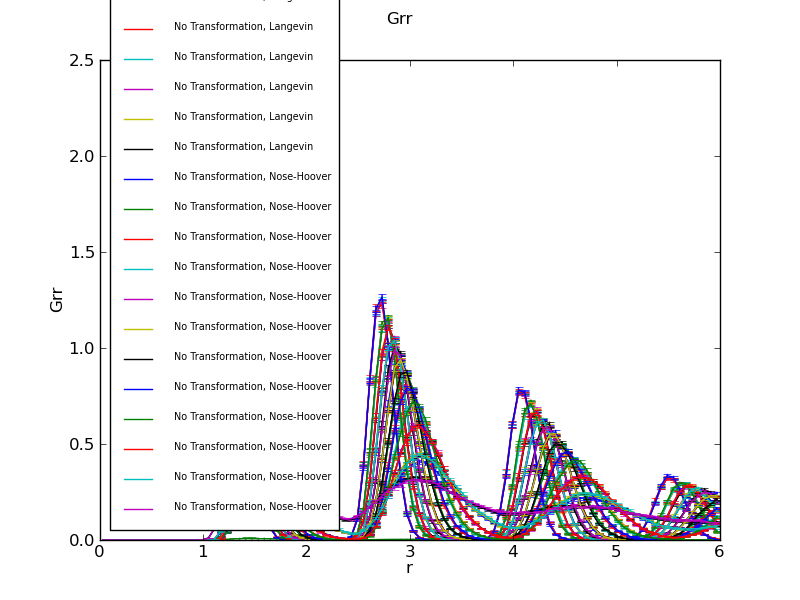 Grr
No Transformation, Langevin
No Transformation, Langevin
No Transformation, Langevin
No Transformation, Langevin
No Transformation, Langevin
No Transformation, Nose-Hoover
No Transformation, Nose-Hoover
No Transformation, Nose-Hoover
No Transformation, Nose-Hoover
No Transformation, Nose-Hoover
No Transformation, Nose-Hoover
No Transformation, Nose-Hoover
No Transformation, Nose-Hoover
No Transformation, Nose-Hoover
No Transformation, Nose-Hoover
No Transformation, Nose-Hoover
No Transformation, Nose-Hoover
2.5
2.0
1.5
1.0
0.5
0.0
Grr
0 1 2 3 4 5 6
r